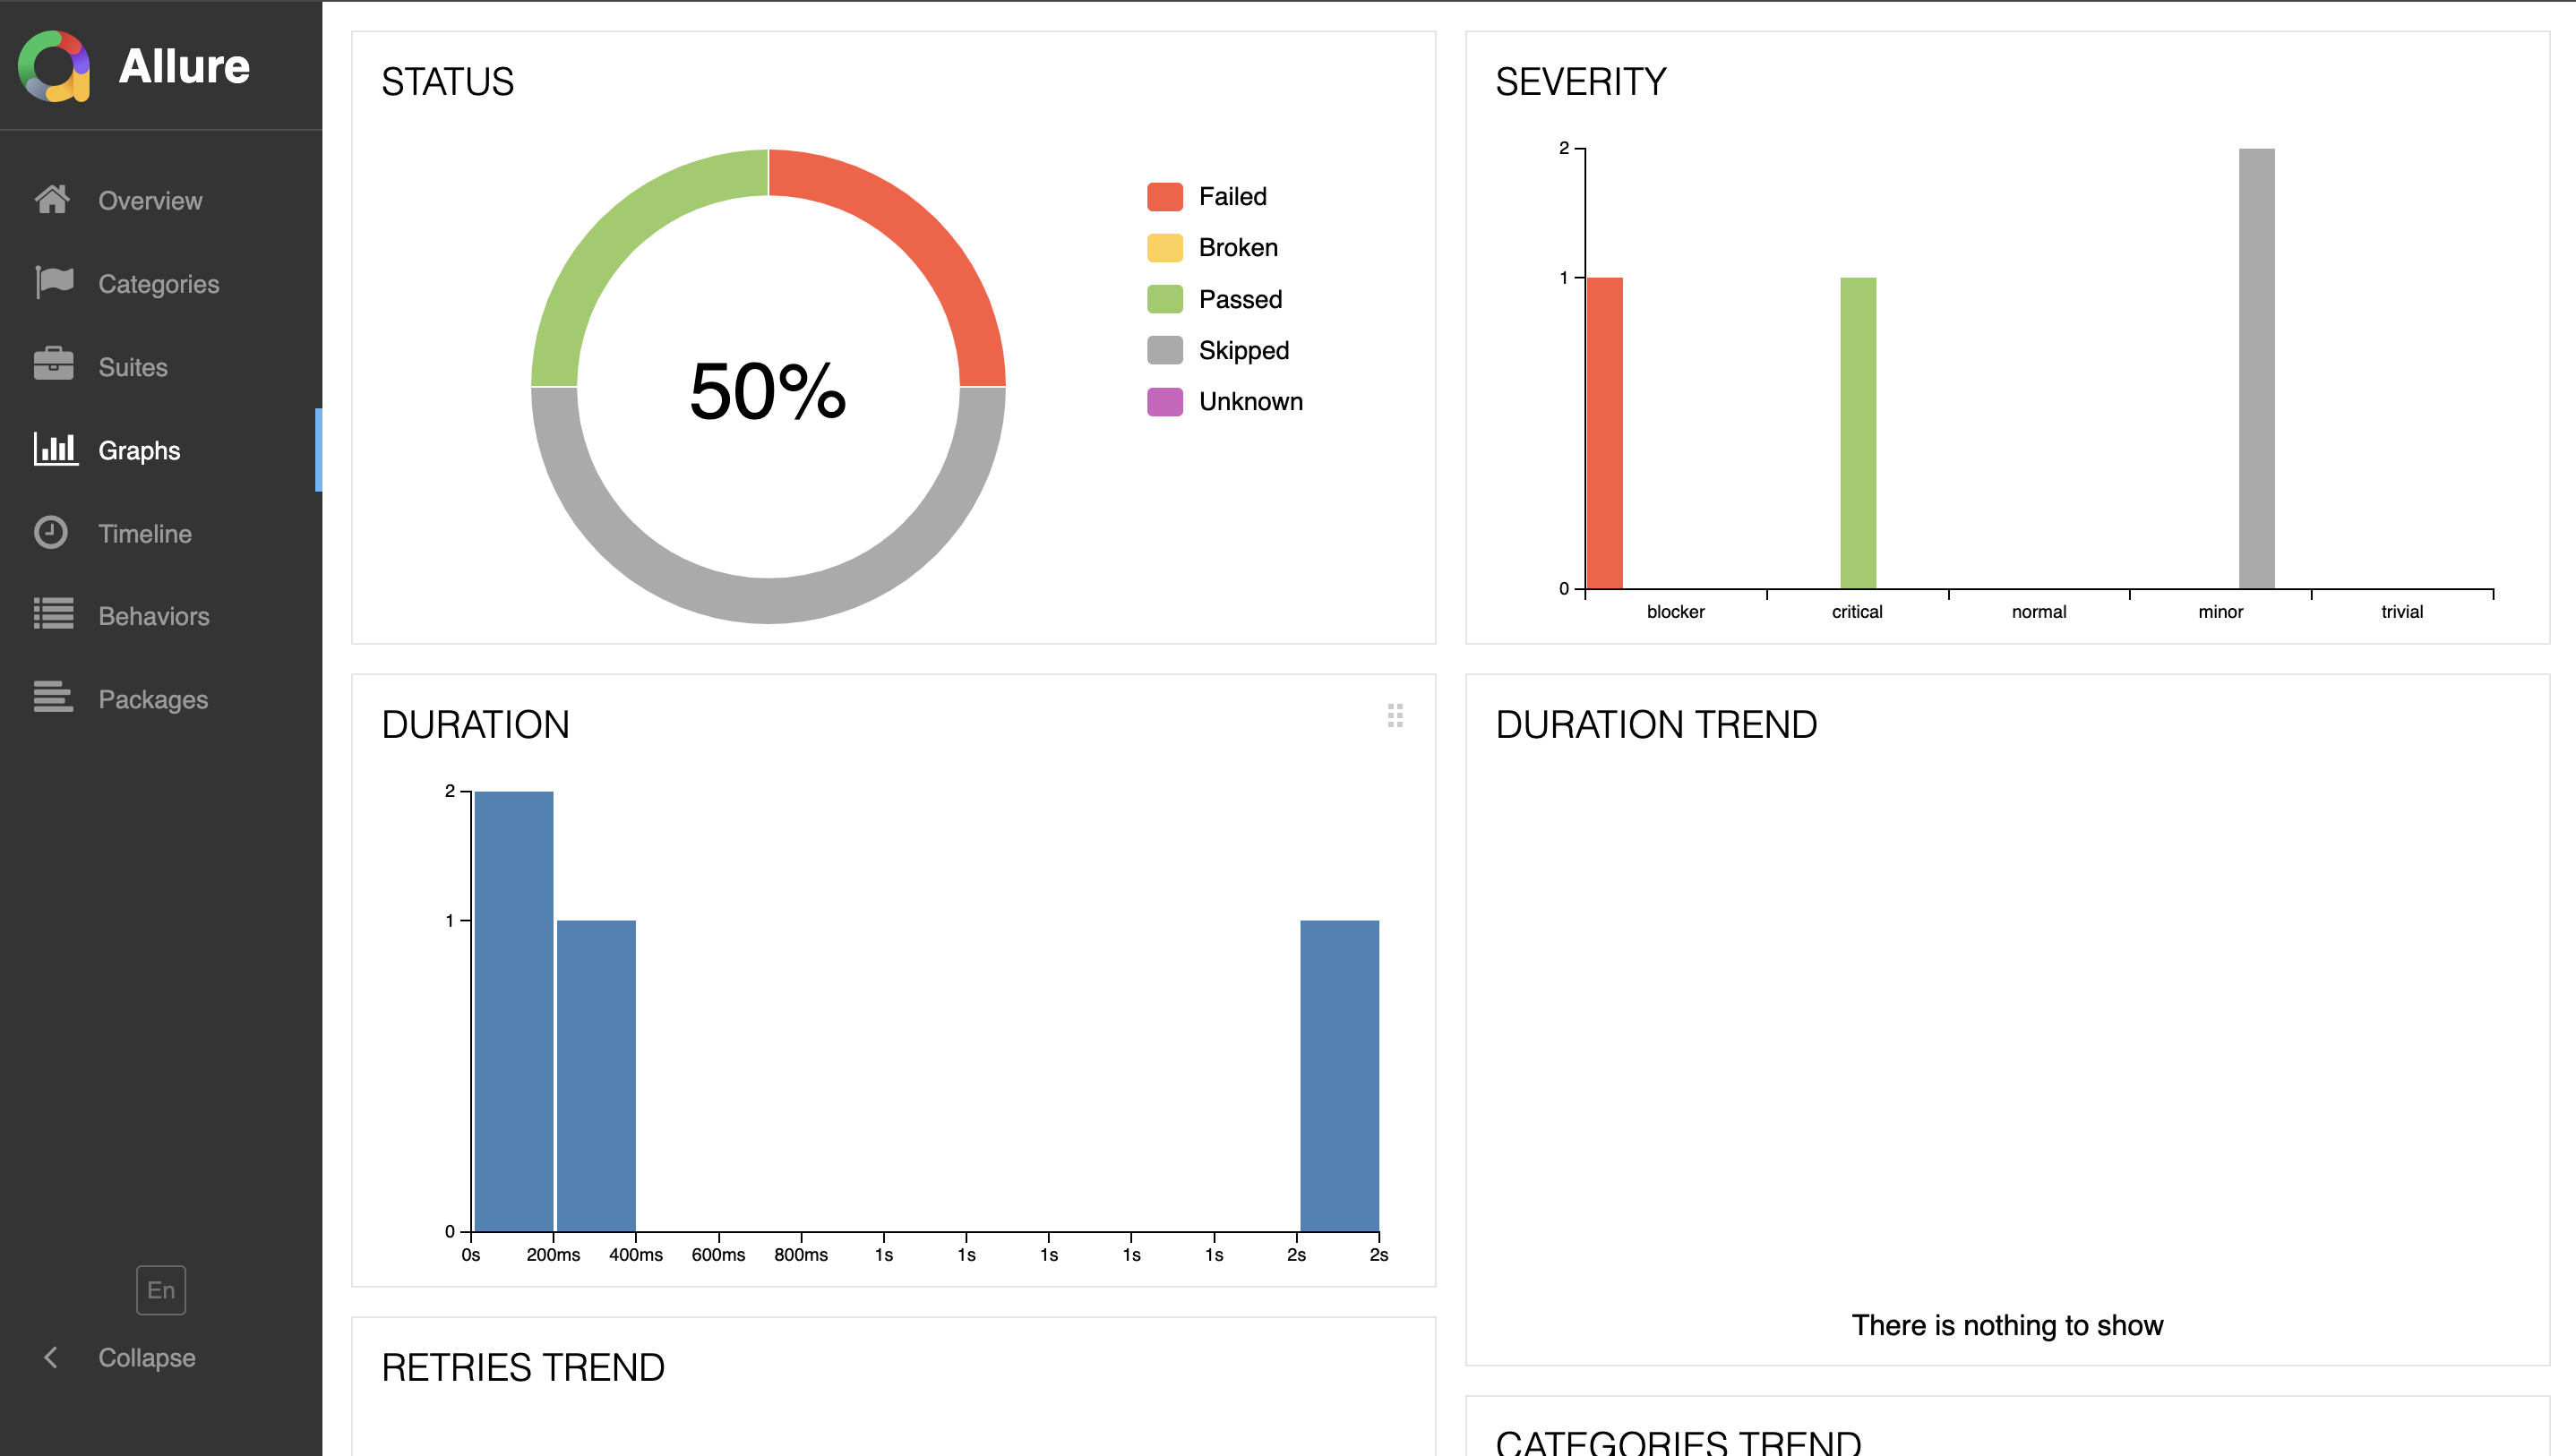 Allure
Overview
Categories
Suites
Graphs
Timeline
Behaviors
Packages
En
Collapse
STATUS
50%
Failed
Broken
Passed
Skipped
Unknown
SEVERITY
2
1
0
blocker critical normal minor trivial
DURATION
2
1
0
0s 200ms 400ms 600ms 800ms 1s 1s 1s 1s 1s 2s 2s
DURATION TREND
There is nothing to show
RETRIES TREND
CATEGORIES TREND